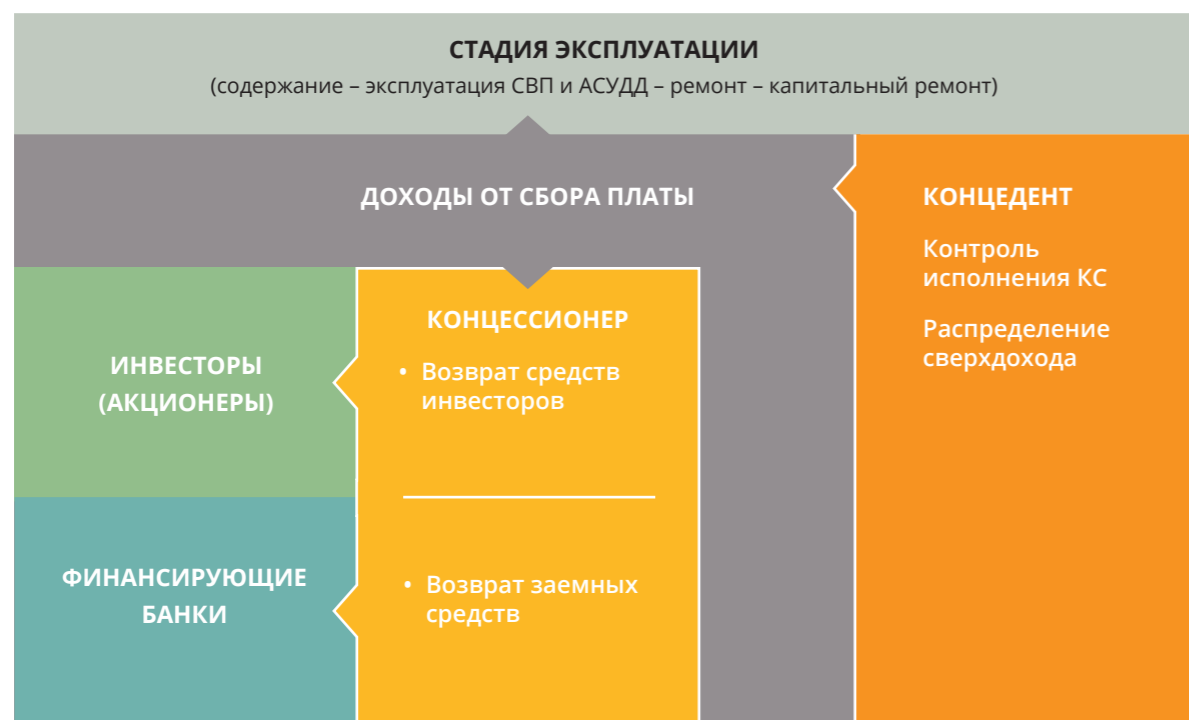 СТАДИЯ ЭКСПЛУАТАЦИИ
(содержание – эксплуатация СВП и АСУДД – ремонт – капитальный ремонт)
ДОХОДЫ ОТ СБОРА ПЛАТЫ
КОНЦЕДЕНТ
Контроль
исполнения КС
Распределение
сверхдохода
КОНЦЕССИОНЕР
• Возврат средств
инвесторов
• Возврат заемных
средств
ИНВЕСТОРЫ
(АКЦИОНЕРЫ)
ФИНАНСИРУЮЩИЕ
БАНКИ